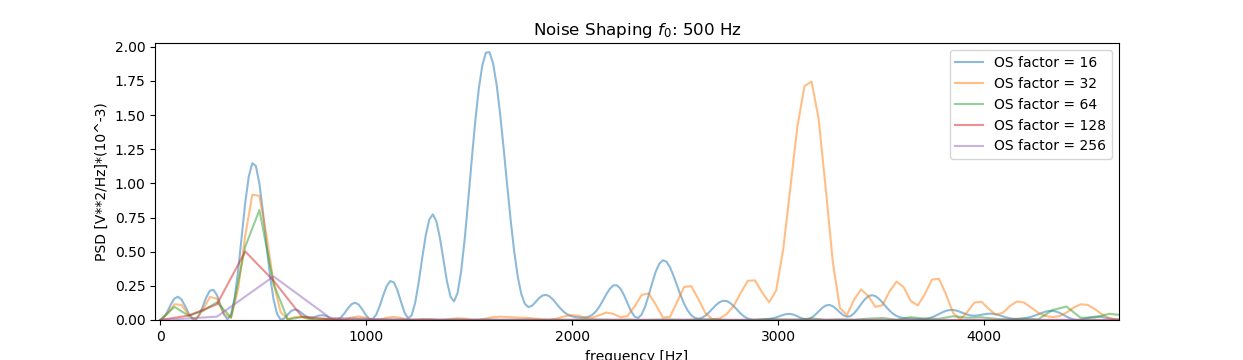 Noise Shaping f₀: 500 Hz
2.00
1.75
1.50
1.25
1.00
0.75
0.50
0.25
0.00
PSD [V**2/Hz]*(10^-3)
OS factor = 16
OS factor = 32
OS factor = 64
OS factor = 128
OS factor = 256
0 1000 2000 3000 4000
frequency [Hz]